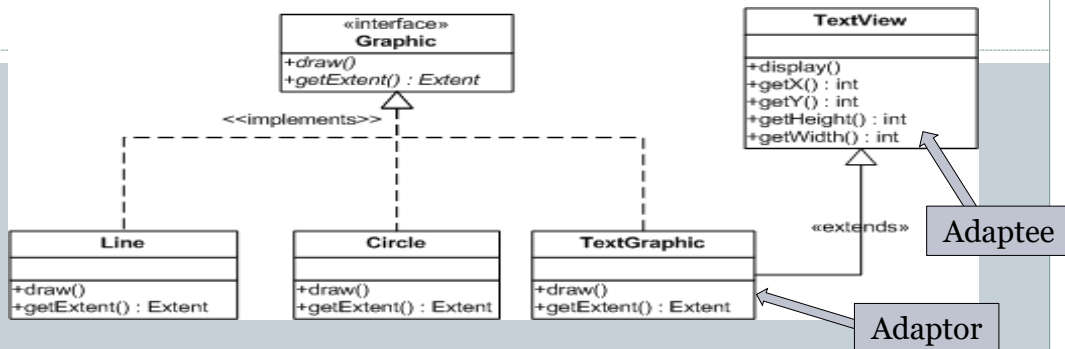 «interface»
Graphic
+draw()
+getExtent() : Extent
<<implements>>
TextView
+display()
+getX() : int
+getY() : int
+getHeight() : int
+getWidth() : int
«extends»
Adaptee
Line
+draw()
+getExtent() : Extent
Circle
+draw()
+getExtent() : Extent
TextGraphic
+draw()
+getExtent() : Extent
Adaptor